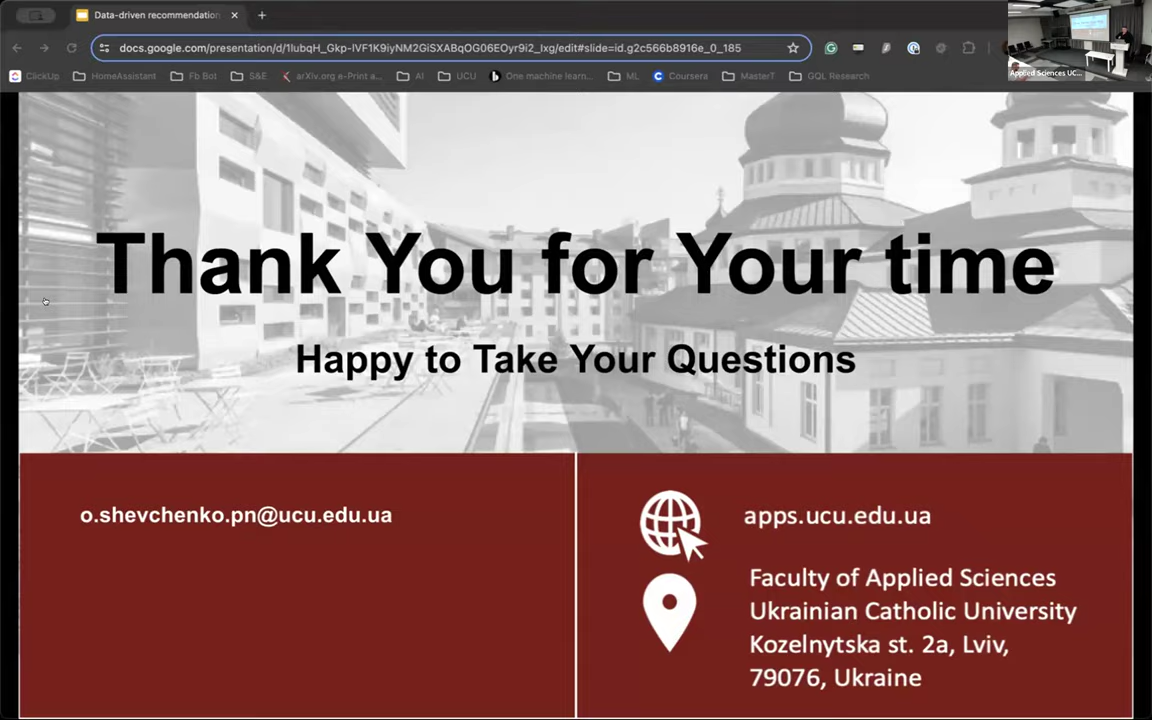 Data-driven recommendation
docs.google.com/presentation/d/1lubqH_Gkp-IVF1K9iyNM2GiSXABqOG06EOyr9i2_lxg/edit#slide=id.g2c566b8916e_0_185
ClickUp
HomeAssistant
Fb Bot
S&E
arXiv.org e-Print a...
AI
UCU
One machine learn...
ML
Coursera
MasterT
GQL Research
Applied Sciences UC...
Thank You for Your time
Happy to Take Your Questions
o.shevchenko.pn@ucu.edu.ua
apps.ucu.edu.ua
Faculty of Applied Sciences
Ukrainian Catholic University
Kozelnytska st. 2a, Lviv,
79076, Ukraine